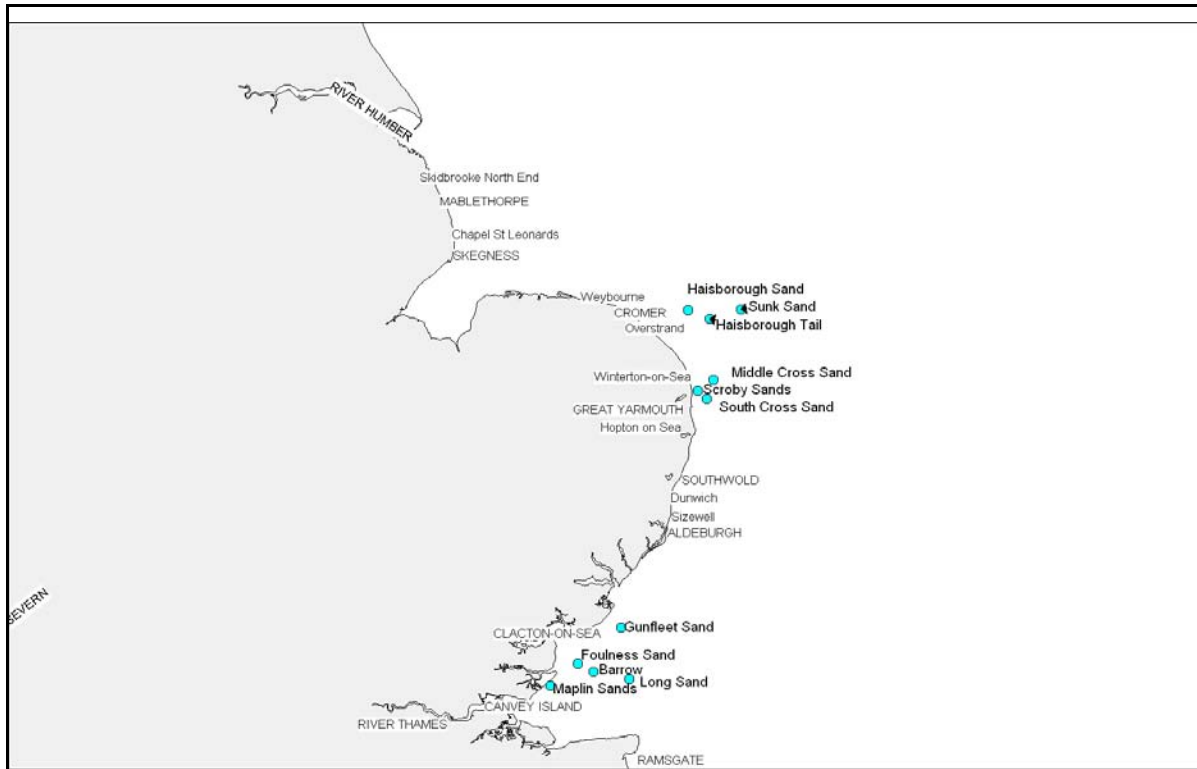 RIVER HUMBER
Skidbrooke North End
MABLETHORPE
Chapel St Leonards
SKEGNESS
Haisborough Sand
Weybourne
Sunk Sand
CROMER
Haisborough Tail
Overstrand
Middle Cross Sand
Winterton-on-Sea
Scroby Sands
GREAT YARMOUTH
South Cross Sand
Hopton on Sea
SOUTHWOLD
Dunwich
Sizewell
ALDEBURGH
SEVERN
Gunfleet Sand
CLACTON-ON-SEA
Foulness Sand
Barrow
Long Sand
Maplin Sands
CANVEY ISLAND
RIVER THAMES
RAMSGATE